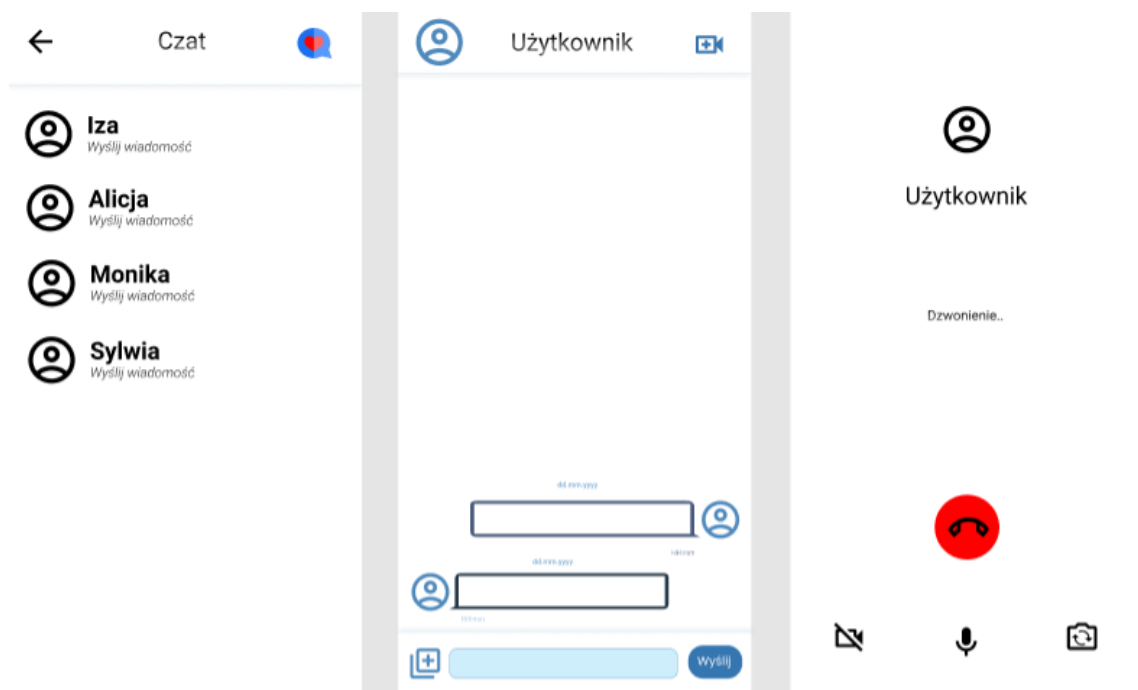 Czat
Iza
Wyślij wiadomość
Alicja
Wyślij wiadomość
Monika
Wyślij wiadomość
Sylwia
Wyślij wiadomość
Użytkownik
dd.mm.yyyy
dd.mm.yyyy
Wyślij
Użytkownik
Dzwonienie..